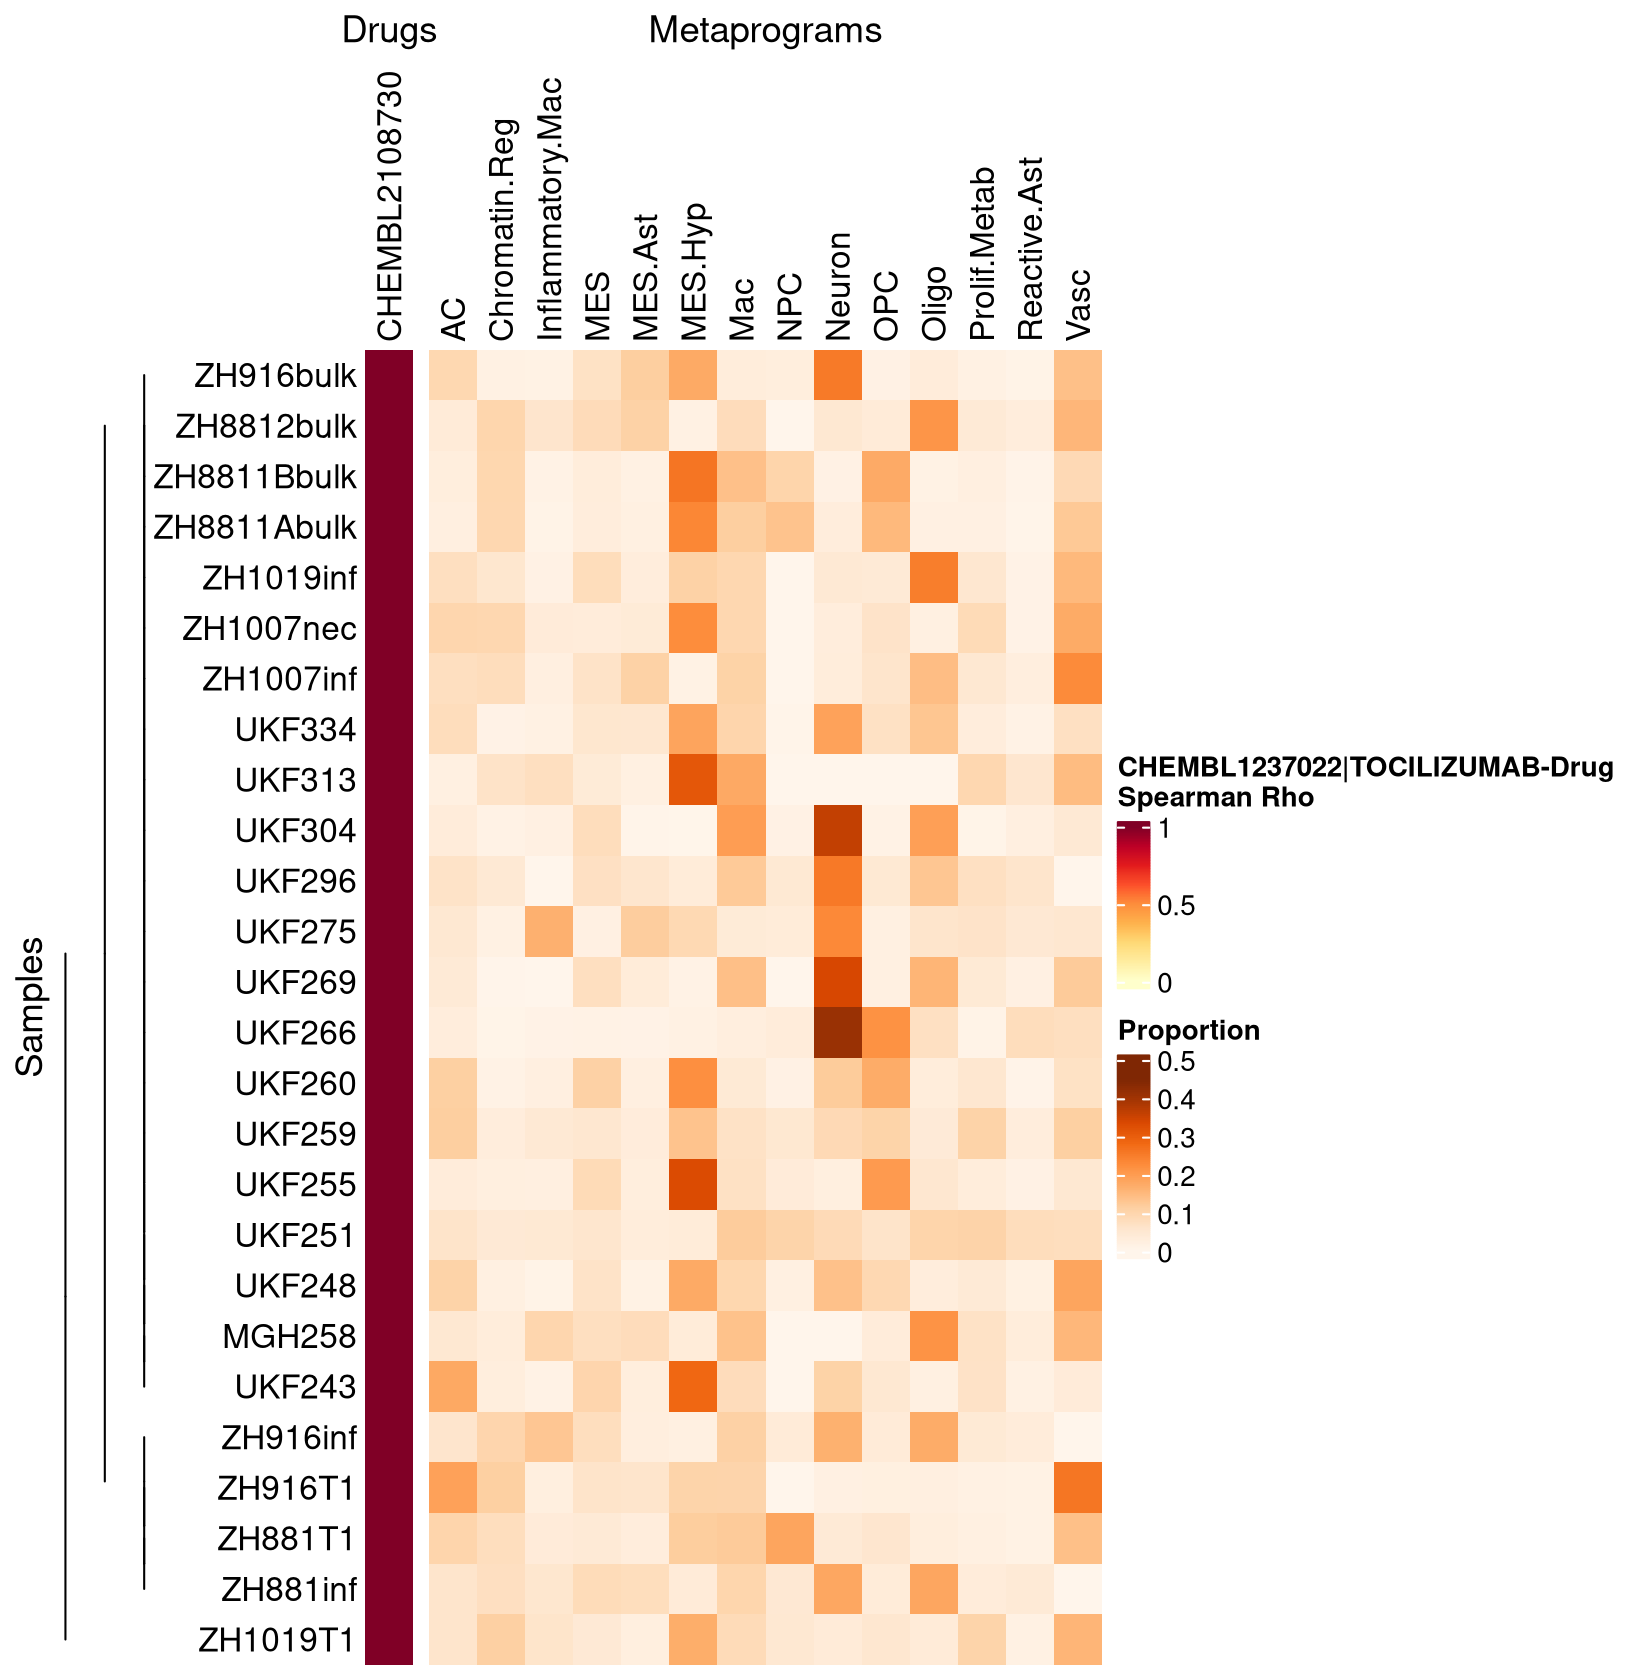 Drugs
Metaprograms
CHEMBL2108730
AC
Chromatin.Reg
Inflammatory.Mac
MES
MES.Ast
MES.Hyp
Mac
NPC
Neuron
OPC
Oligo
Prolif.Metab
Reactive.Ast
Vasc
Samples
ZH916bulk
ZH8812bulk
ZH8811Bbulk
ZH8811Abulk
ZH1019inf
ZH1007nec
ZH1007inf
UKF334
UKF313
UKF304
UKF296
UKF275
UKF269
UKF266
UKF260
UKF259
UKF255
UKF251
UKF248
MGH258
UKF243
ZH916inf
ZH916T1
ZH881T1
ZH881inf
ZH1019T1
CHEMBL1237022|TOCILIZUMAB-Drug
Spearman Rho
1
0.5
0
Proportion
0.5
0.4
0.3
0.2
0.1
0